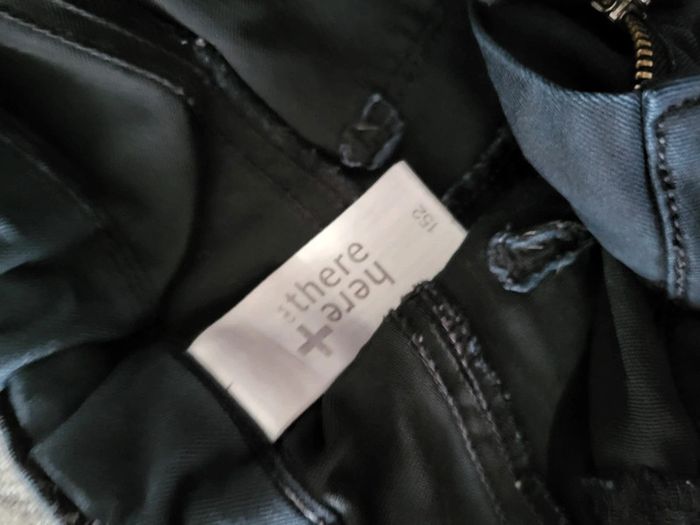 here
+ c&a there
152